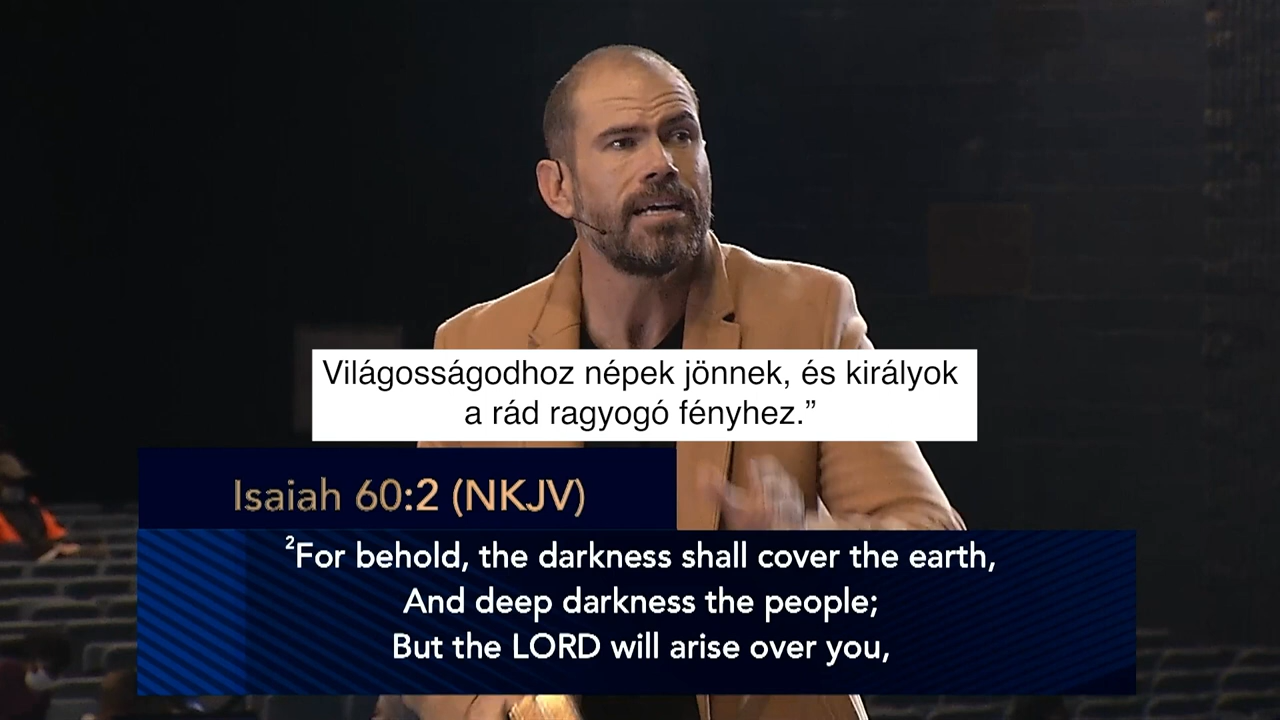 Világosságodhoz népek jönnek, és királyok
a rád ragyogó fényhez.”
Isaiah 60:2 (NKJV)
²For behold, the darkness shall cover the earth,
And deep darkness the people;
But the LORD will arise over you,